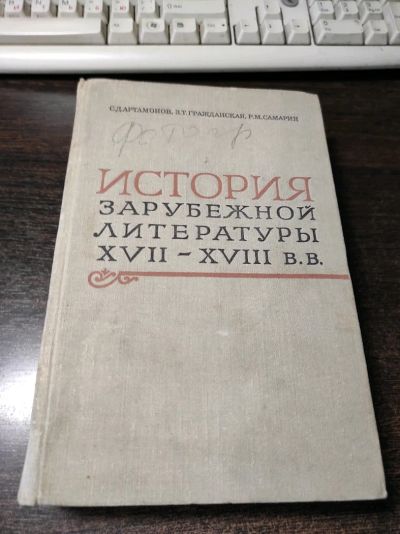 С.Д.АРТАМОНОВ, З.Т.ГРАЖДАНСКАЯ, Р.М.САМАРИН
ИСТОРИЯ
ЗАРУБЕЖНОЙ
ЛИТЕРАТУРЫ
XVII – XVIII В.В.